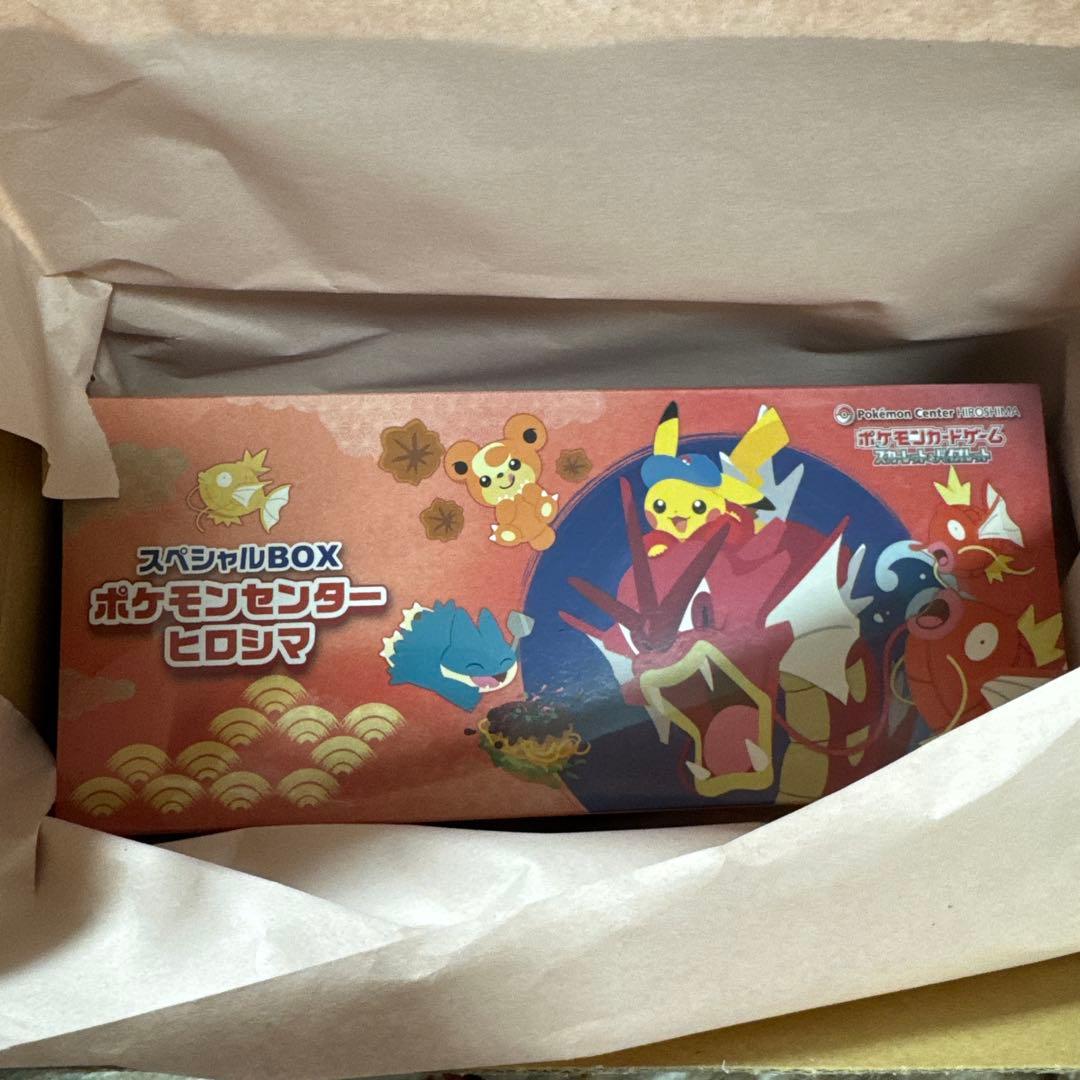 Pokémon Center HIROSHIMA
ポケモンカードゲーム
スカーレット&バイオレット
スペシャルBOX
ポケモンセンター
ヒロシマ